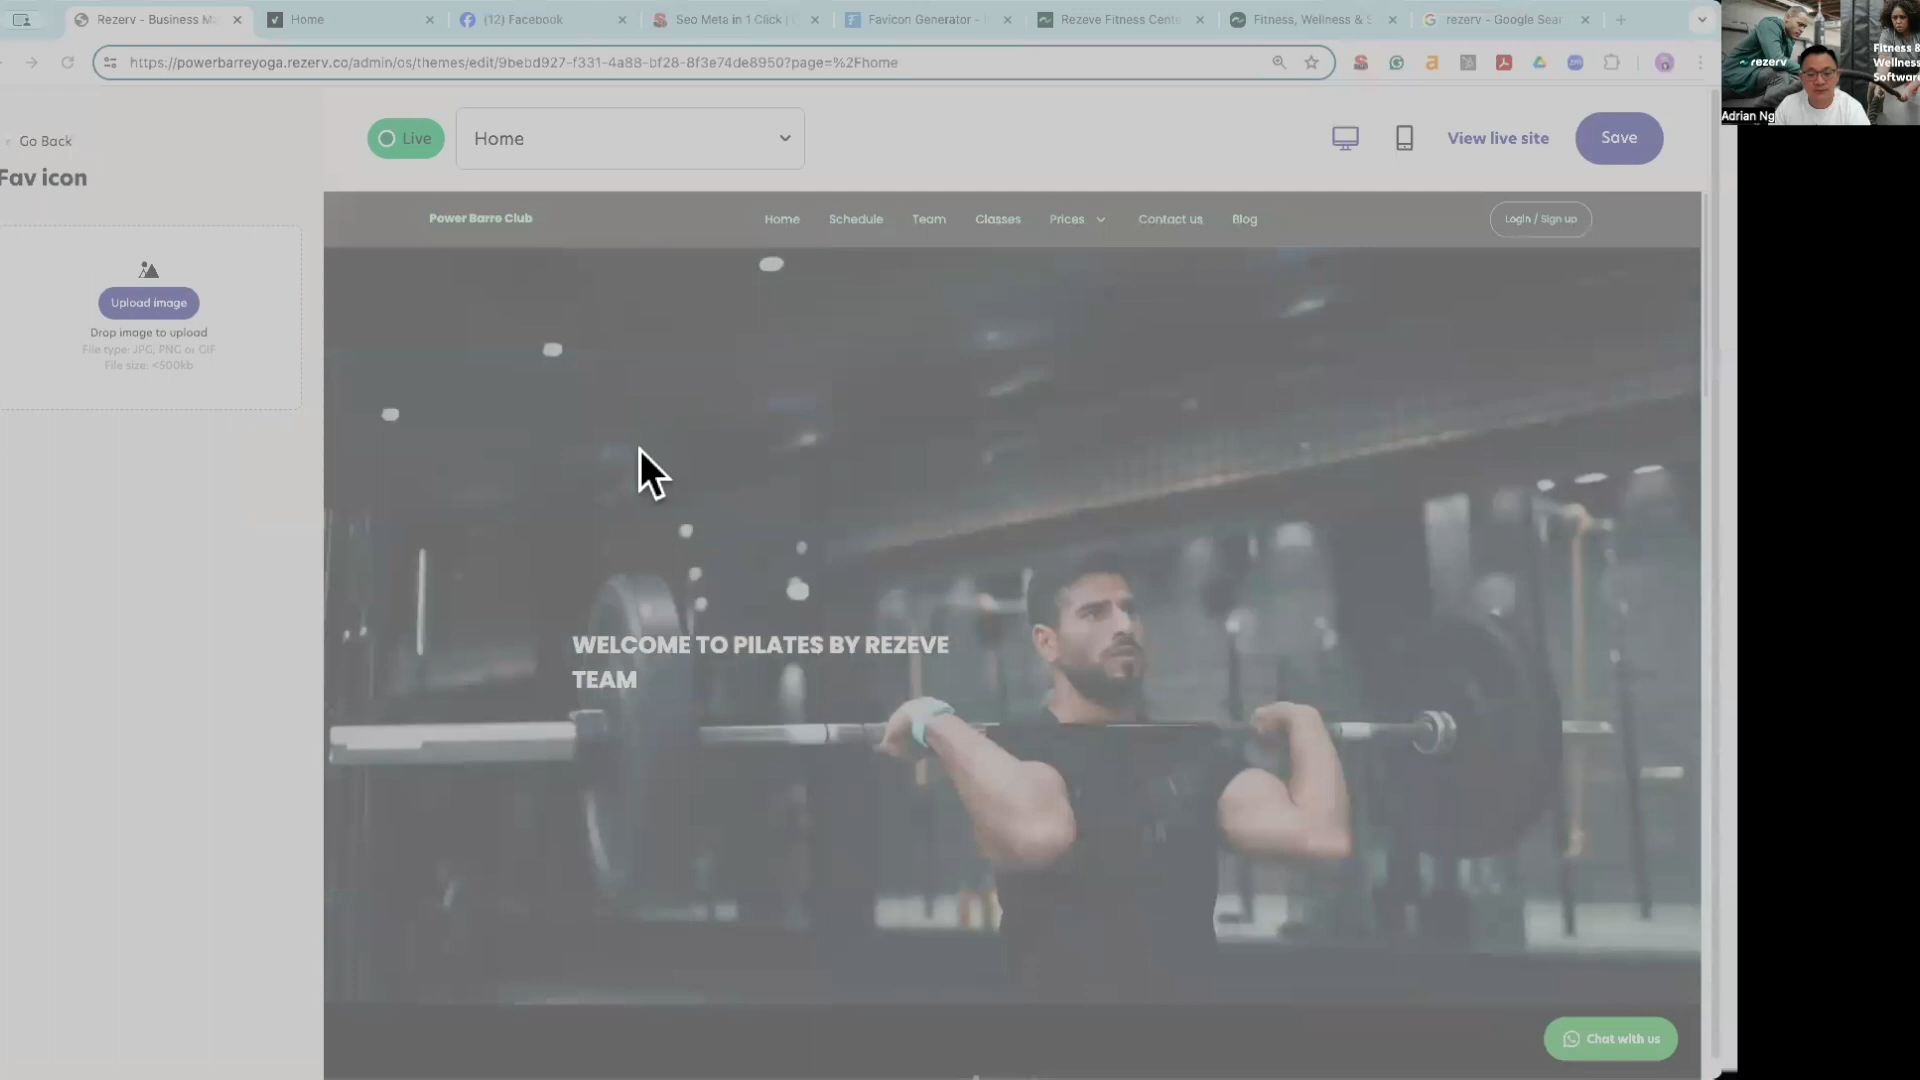 Rezerv - Business Ma
Home
(12) Facebook
Seo Meta in 1 Click |
Favicon Generator -
Rezeve Fitness Cente
Fitness, Wellness & S
rezerv - Google Sear
https://powerbarreyoga.rezerv.co/admin/os/themes/edit/9bebd927-f331-4a88-bf28-8f3e74de8950?page=%2Fhome
rezerv
Fitness &
Wellness
Software
Adrian Ng
Go Back
Fav icon
Live
Home
View live site
Save
Upload image
Drop image to upload
File type: JPG, PNG or GIF
File size: <500kb
Power Barre Club
Home
Schedule
Team
Classes
Prices
Contact us
Blog
Login / Sign up
WELCOME TO PILATES BY REZEVE
TEAM
Chat with us